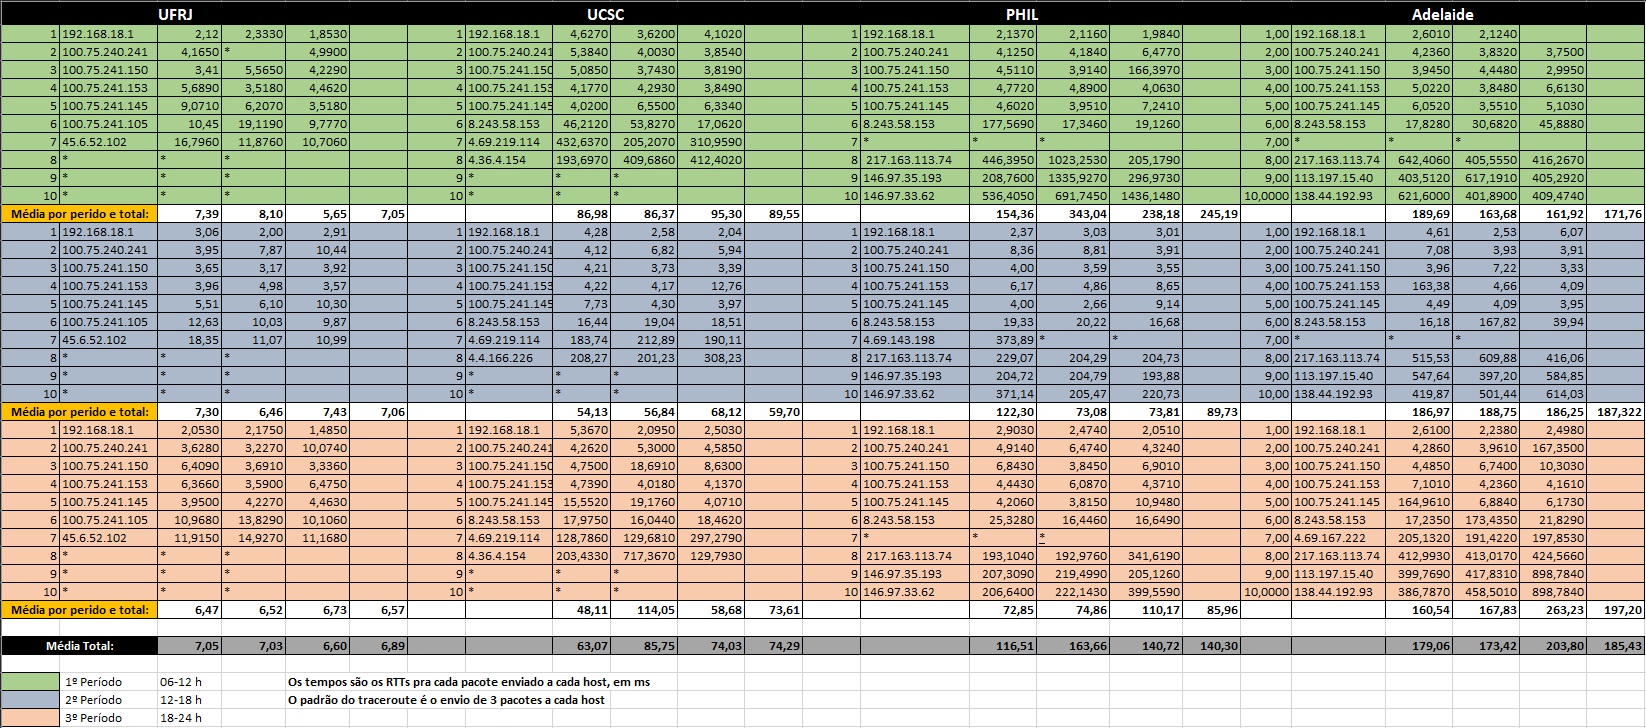 UFRJ UCSC PHIL Adelaide
1 192.168.18.1 2,12 2,3330 1,8530 1 192.168.18.1 4,6270 3,6200 4,1020 1 192.168.18.1 2,1370 2,1160 1,9840 1,00 192.168.18.1 2,6010 2,1240
2 100.75.240.241 4,1650 * 4,9900 2 100.75.240.241 5,3840 4,0030 3,8540 2 100.75.240.241 4,1250 4,1840 6,4770 2,00 100.75.240.241 4,2360 3,8320 3,7500
3 100.75.241.150 3,41 5,5650 4,2290 3 100.75.241.150 5,0850 3,7430 3,8190 3 100.75.241.150 4,5110 3,9140 166,3970 3,00 100.75.241.150 3,9450 4,4480 2,9950
4 100.75.241.153 5,6890 3,5180 4,4620 4 100.75.241.153 4,1770 4,2930 3,8490 4 100.75.241.153 4,7720 4,8900 4,0630 4,00 100.75.241.153 5,0220 3,8480 6,6130
5 100.75.241.145 9,0710 6,2070 3,5180 5 100.75.241.145 4,0200 6,5500 6,3340 5 100.75.241.145 4,6020 3,9510 7,2410 5,00 100.75.241.145 6,0520 3,5510 5,1030
6 100.75.241.105 10,45 19,1190 9,7770 6 8.243.58.153 46,2120 53,8270 17,0620 6 8.243.58.153 177,5690 17,3460 19,1260 6,00 8.243.58.153 17,8280 30,6820 45,8880
7 45.6.52.102 16,7960 11,8760 10,7060 7 4.69.219.114 432,6370 205,2070 310,9590 7 * * * 7,00 * * *
8 * * * 8 4.36.4.154 193,6970 409,6860 412,4020 8 217.163.113.74 446,3950 1023,2530 205,1790 8,00 217.163.113.74 642,4060 405,5550 416,2670
9 * * * 9 * * * 9 146.97.35.193 208,7600 1335,9270 296,9730 9,00 113.197.15.40 403,5120 617,1910 405,2920
10 * * * 10 * * * 10 146.97.33.62 536,4050 691,7450 1436,1480 10,0000 138.44.192.93 621,6000 401,8900 409,4740
Média por perido e total: 7,39 8,10 5,65 7,05 86,98 86,37 95,30 89,55 154,36 343,04 238,18 245,19 189,69 163,68 161,92 171,76
1 192.168.18.1 3,06 2,00 2,91 1 192.168.18.1 4,28 2,58 2,04 1 192.168.18.1 2,37 3,03 3,01 1,00 192.168.18.1 4,61 2,53 6,07
2 100.75.240.241 3,95 7,87 10,44 2 100.75.240.241 4,12 6,82 5,94 2 100.75.240.241 8,36 8,81 3,91 2,00 100.75.240.241 7,08 3,93 3,91
3 100.75.241.150 3,65 3,17 3,92 3 100.75.241.150 4,21 3,73 3,39 3 100.75.241.150 4,00 3,59 3,55 3,00 100.75.241.150 3,96 7,22 3,33
4 100.75.241.153 3,96 4,98 3,57 4 100.75.241.153 4,22 4,17 12,76 4 100.75.241.153 6,17 4,86 8,65 4,00 100.75.241.153 163,38 4,66 4,09
5 100.75.241.145 5,51 6,10 10,30 5 100.75.241.145 7,73 4,30 3,97 5 100.75.241.145 4,00 2,66 9,14 5,00 100.75.241.145 4,49 4,09 3,95
6 100.75.241.105 12,63 10,03 9,87 6 8.243.58.153 16,44 19,04 18,51 6 8.243.58.153 19,33 20,22 16,68 6,00 8.243.58.153 16,18 167,82 39,94
7 45.6.52.102 18,35 11,07 10,99 7 4.69.219.114 183,74 212,89 190,11 7 4.69.143.198 373,89 * * 7,00 * * *
8 * * * 8 4.4.166.226 208,27 201,23 308,23 8 217.163.113.74 229,07 204,29 204,73 8,00 217.163.113.74 515,53 609,88 416,06
9 * * * 9 * * * 9 146.97.35.193 204,72 204,79 193,88 9,00 113.197.15.40 547,64 397,20 584,85
10 * * * 10 * * * 10 146.97.33.62 371,14 205,47 220,73 10,00 138.44.192.93 419,87 501,44 614,03
Média por perido e total: 7,30 6,46 7,43 7,06 54,13 56,84 68,12 59,70 122,30 73,08 73,81 89,73 186,97 188,75 186,25 187,322
1 192.168.18.1 2,0530 2,1750 1,4850 1 192.168.18.1 5,3670 2,0950 2,5030 1 192.168.18.1 2,9030 2,4740 2,0510 1,00 192.168.18.1 2,6100 2,2380 2,4980
2 100.75.240.241 3,6280 3,2270 10,0740 2 100.75.240.241 4,2620 5,3000 4,5850 2 100.75.240.241 4,9140 6,4740 4,3240 2,00 100.75.240.241 4,2860 3,9610 167,3500
3 100.75.241.150 6,4090 3,6910 3,3360 3 100.75.241.150 4,7500 18,6910 8,6300 3 100.75.241.150 6,8430 3,8450 6,9010 3,00 100.75.241.150 4,4850 6,7400 10,3030
4 100.75.241.153 6,3660 3,5900 6,4750 4 100.75.241.153 4,7390 4,0180 4,1370 4 100.75.241.153 4,4430 6,0870 4,3710 4,00 100.75.241.153 7,1010 4,2360 4,1610
5 100.75.241.145 3,9500 4,2270 4,4630 5 100.75.241.145 15,5520 19,1760 4,0710 5 100.75.241.145 4,2060 3,8150 10,9480 5,00 100.75.241.145 164,9610 6,8840 6,1730
6 100.75.241.105 10,9680 13,8290 10,1060 6 8.243.58.153 17,9750 16,0440 18,4620 6 8.243.58.153 25,3280 16,4460 16,6490 6,00 8.243.58.153 17,2350 173,4350 21,8290
7 45.6.52.102 11,9150 14,9270 11,1680 7 4.69.219.114 128,7860 129,6810 297,2790 7 * * * 7,00 4.69.167.222 205,1320 191,4220 197,8530
8 * * * 8 4.36.4.154 203,4330 717,3670 129,7930 8 217.163.113.74 193,1040 192,9760 341,6190 8,00 217.163.113.74 412,9930 413,0170 424,5660
9 * * * 9 * * * 9 146.97.35.193 207,3090 219,4990 205,1260 9,00 113.197.15.40 399,7690 417,8310 898,7840
10 * * * 10 * * * 10 146.97.33.62 206,6400 222,1430 399,5590 10,0000 138.44.192.93 386,7870 458,5010 898,7840
Média por perido e total: 6,47 6,52 6,73 6,57 48,11 114,05 58,68 73,61 72,85 74,86 110,17 85,96 160,54 167,83 263,23 197,20
Média Total: 7,05 7,03 6,60 6,89 63,07 85,75 74,03 74,29 116,51 163,66 140,72 140,30 179,06 173,42 203,80 185,43
1º Período 06-12 h Os tempos são os RTTs pra cada pacote enviado a cada host, em ms
2º Período 12-18 h O padrão do traceroute é o envio de 3 pacotes a cada host
3º Período 18-24 h